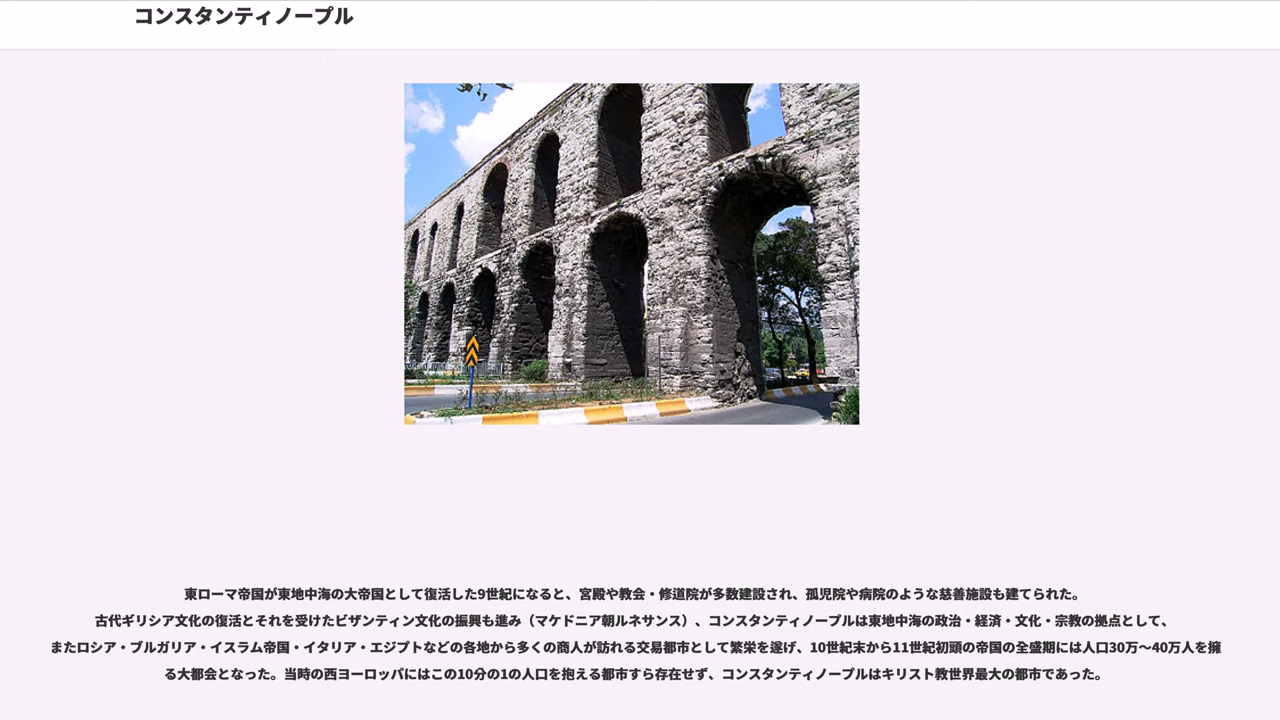 コンスタンティノープル
東ローマ帝国が東地中海の大帝国として復活した9世紀になると、宮殿や教会・修道院が多数建設され、孤児院や病院のような慈善施設も建てられた。
古代ギリシア文化の復活とそれを受けたビザンティン文化の振興も進み（マケドニア朝ルネサンス）、コンスタンティノープルは東地中海の政治・経済・文化・宗教の拠点として、
またロシア・ブルガリア・イスラム帝国・イタリア・エジプトなどの各地から多くの商人が訪れる交易都市として繁栄を遂げ、10世紀末から11世紀初頭の帝国の全盛期には人口30万〜40万人を擁
る大都会となった。当時の西ヨーロッパにはこの10分の1の人口を抱える都市すら存在せず、コンスタンティノープルはキリスト教世界最大の都市であった。